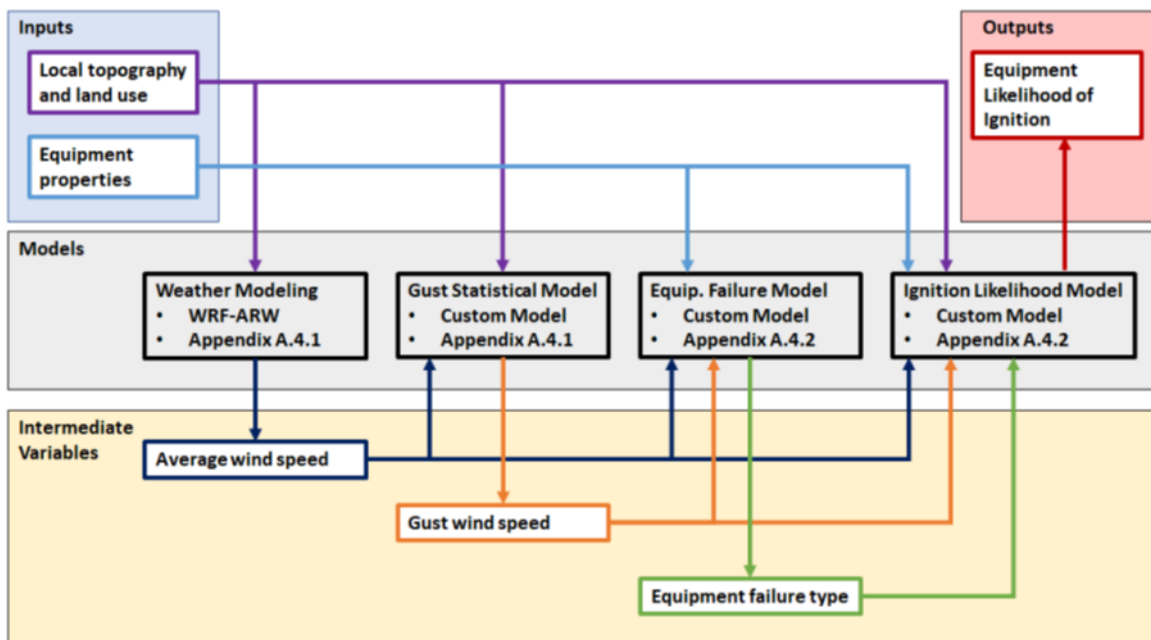 Inputs
Local topography
and land use
Equipment
properties
Outputs
Equipment
Likelihood of
Ignition
Models
Weather Modeling
• WRF-ARW
• Appendix A.4.1
Gust Statistical Model
• Custom Model
• Appendix A.4.1
Equip. Failure Model
• Custom Model
• Appendix A.4.2
Ignition Likelihood Model
• Custom Model
• Appendix A.4.2
Intermediate
Variables
Average wind speed
Gust wind speed
Equipment failure type